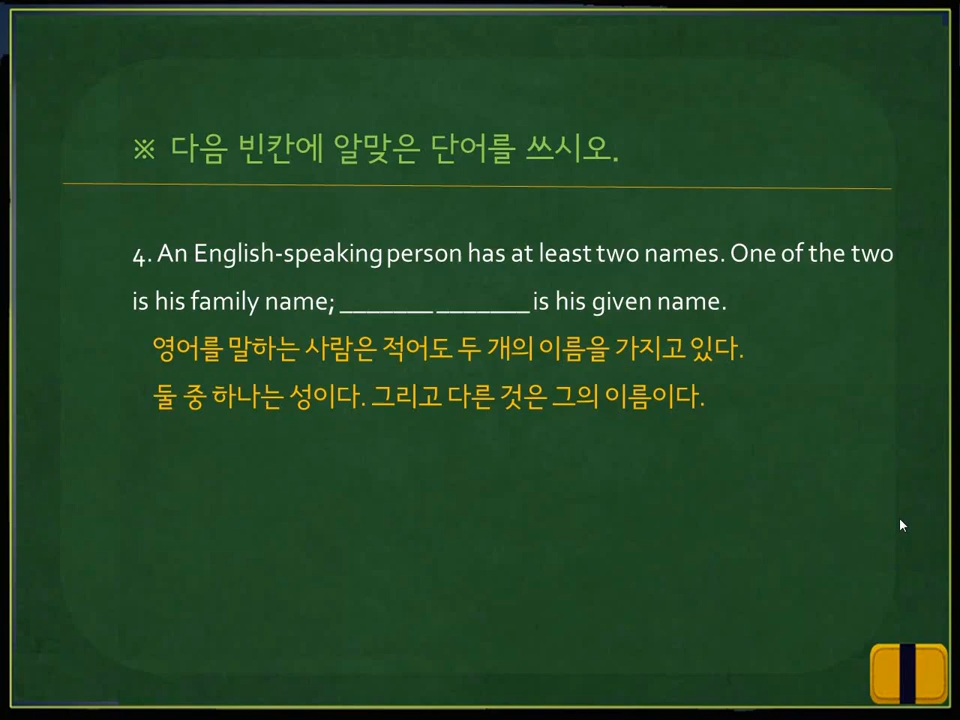 ※ 다음 빈칸에 알맞은 단어를 쓰시오.
4. An English-speaking person has at least two names. One of the two
is his family name; _______ _______ is his given name.
영어를 말하는 사람은 적어도 두 개의 이름을 가지고 있다.
둘 중 하나는 성이다. 그리고 다른 것은 그의 이름이다.